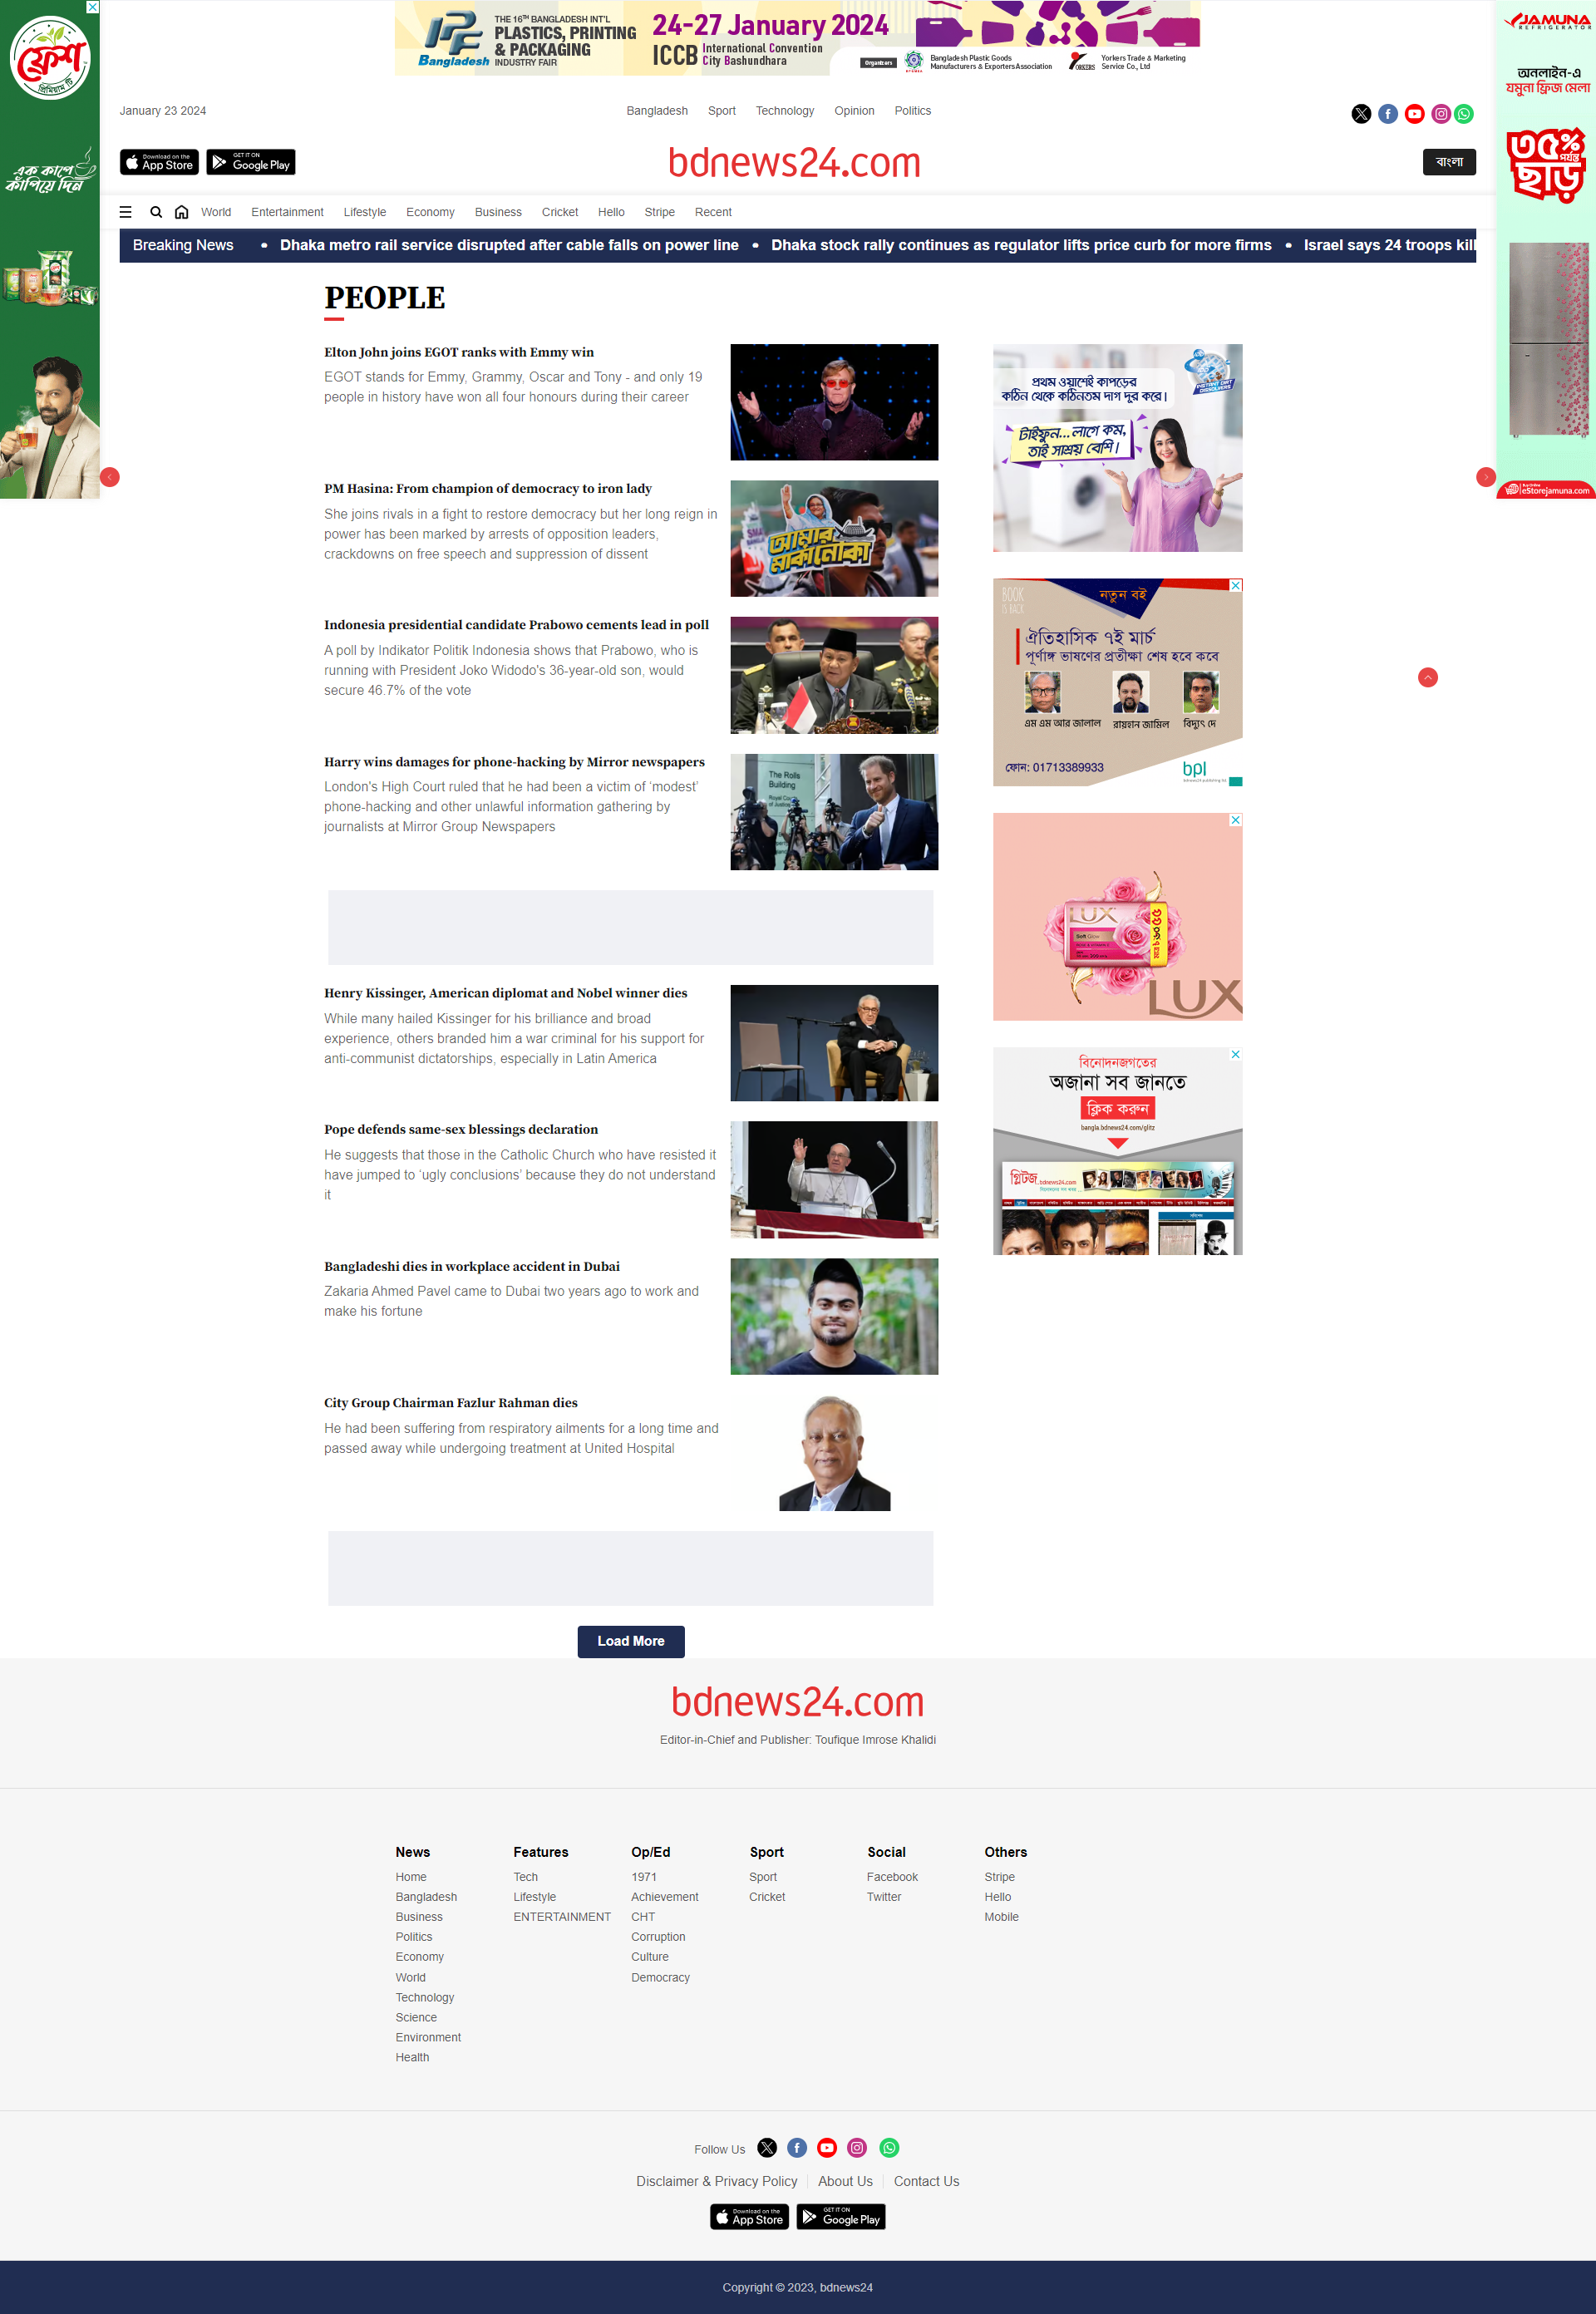 ফ্রেশ
প্রিমিয়াম টি
এক কাপে
কাঁপিয়ে দিন
IPF
Bangladesh
THE 16TH BANGLADESH INT'L
PLASTICS, PRINTING
& PACKAGING
INDUSTRY FAIR
24-27 January 2024
ICCB International Convention
City Bashundhara
Organizers
Bangladesh Plastic Goods
Manufacturers & Exporters Association
Yorkers Trade & Marketing
Service Co., Ltd
JAMUNA
REFRIGERATOR
অনলাইন-এ
যমুনা ফ্রিজ মেলা
৩৫%
পর্যন্ত
ছাড়
eStorejamuna.com
January 23 2024
Bangladesh Sport Technology Opinion Politics
Download on the
App Store
GET IT ON
Google Play
bdnews24.com
বাংলা
World Entertainment Lifestyle Economy Business Cricket Hello Stripe Recent
Breaking News • Dhaka metro rail service disrupted after cable falls on power line • Dhaka stock rally continues as regulator lifts price curb for more firms • Israel says 24 troops kill
PEOPLE
Elton John joins EGOT ranks with Emmy win
EGOT stands for Emmy, Grammy, Oscar and Tony - and only 19
people in history have won all four honours during their career
PM Hasina: From champion of democracy to iron lady
She joins rivals in a fight to restore democracy but her long reign in
power has been marked by arrests of opposition leaders,
crackdowns on free speech and suppression of dissent
আমার
মার্কা নৌকা
Indonesia presidential candidate Prabowo cements lead in poll
A poll by Indikator Politik Indonesia shows that Prabowo, who is
running with President Joko Widodo's 36-year-old son, would
secure 46.7% of the vote
Harry wins damages for phone-hacking by Mirror newspapers
London's High Court ruled that he had been a victim of ‘modest’
phone-hacking and other unlawful information gathering by
journalists at Mirror Group Newspapers
The Rolls
Building
Henry Kissinger, American diplomat and Nobel winner dies
While many hailed Kissinger for his brilliance and broad
experience, others branded him a war criminal for his support for
anti-communist dictatorships, especially in Latin America
Pope defends same-sex blessings declaration
He suggests that those in the Catholic Church who have resisted it
have jumped to ‘ugly conclusions’ because they do not understand
it
Bangladeshi dies in workplace accident in Dubai
Zakaria Ahmed Pavel came to Dubai two years ago to work and
make his fortune
City Group Chairman Fazlur Rahman dies
He had been suffering from respiratory ailments for a long time and
passed away while undergoing treatment at United Hospital
Load More
প্রথম ওয়াশেই কাপড়ের
কঠিন থেকে কঠিনতম দাগ দূর করে।
INSTANT DIRT
DISSOLVERS
টাইফুন...লাগে কম,
তাই সাশ্রয় বেশি।
BOOK
IS BACK
নতুন বই
ঐতিহাসিক ৭ই মার্চ
পূর্ণাঙ্গ ভাষণের প্রতীক্ষা শেষ হবে কবে
এম এম আর জালাল
রায়হান জামিল
বিদ্যুৎ দে
ফোন: 01713389933
bpl
LUX
Soft Glow
LUX
বিনোদনজগতের
অজানা সব জানতে
ক্লিক করুন
bangla.bdnews24.com/glitz
গ্লিটজ
bdnews24.com
bdnews24.com
Editor-in-Chief and Publisher: Toufique Imrose Khalidi
News
Home
Bangladesh
Business
Politics
Economy
World
Technology
Science
Environment
Health
Features
Tech
Lifestyle
ENTERTAINMENT
Op/Ed
1971
Achievement
CHT
Corruption
Culture
Democracy
Sport
Sport
Cricket
Social
Facebook
Twitter
Others
Stripe
Hello
Mobile
Follow Us
Disclaimer & Privacy Policy About Us Contact Us
Download on the
App Store
GET IT ON
Google Play
Copyright © 2023, bdnews24